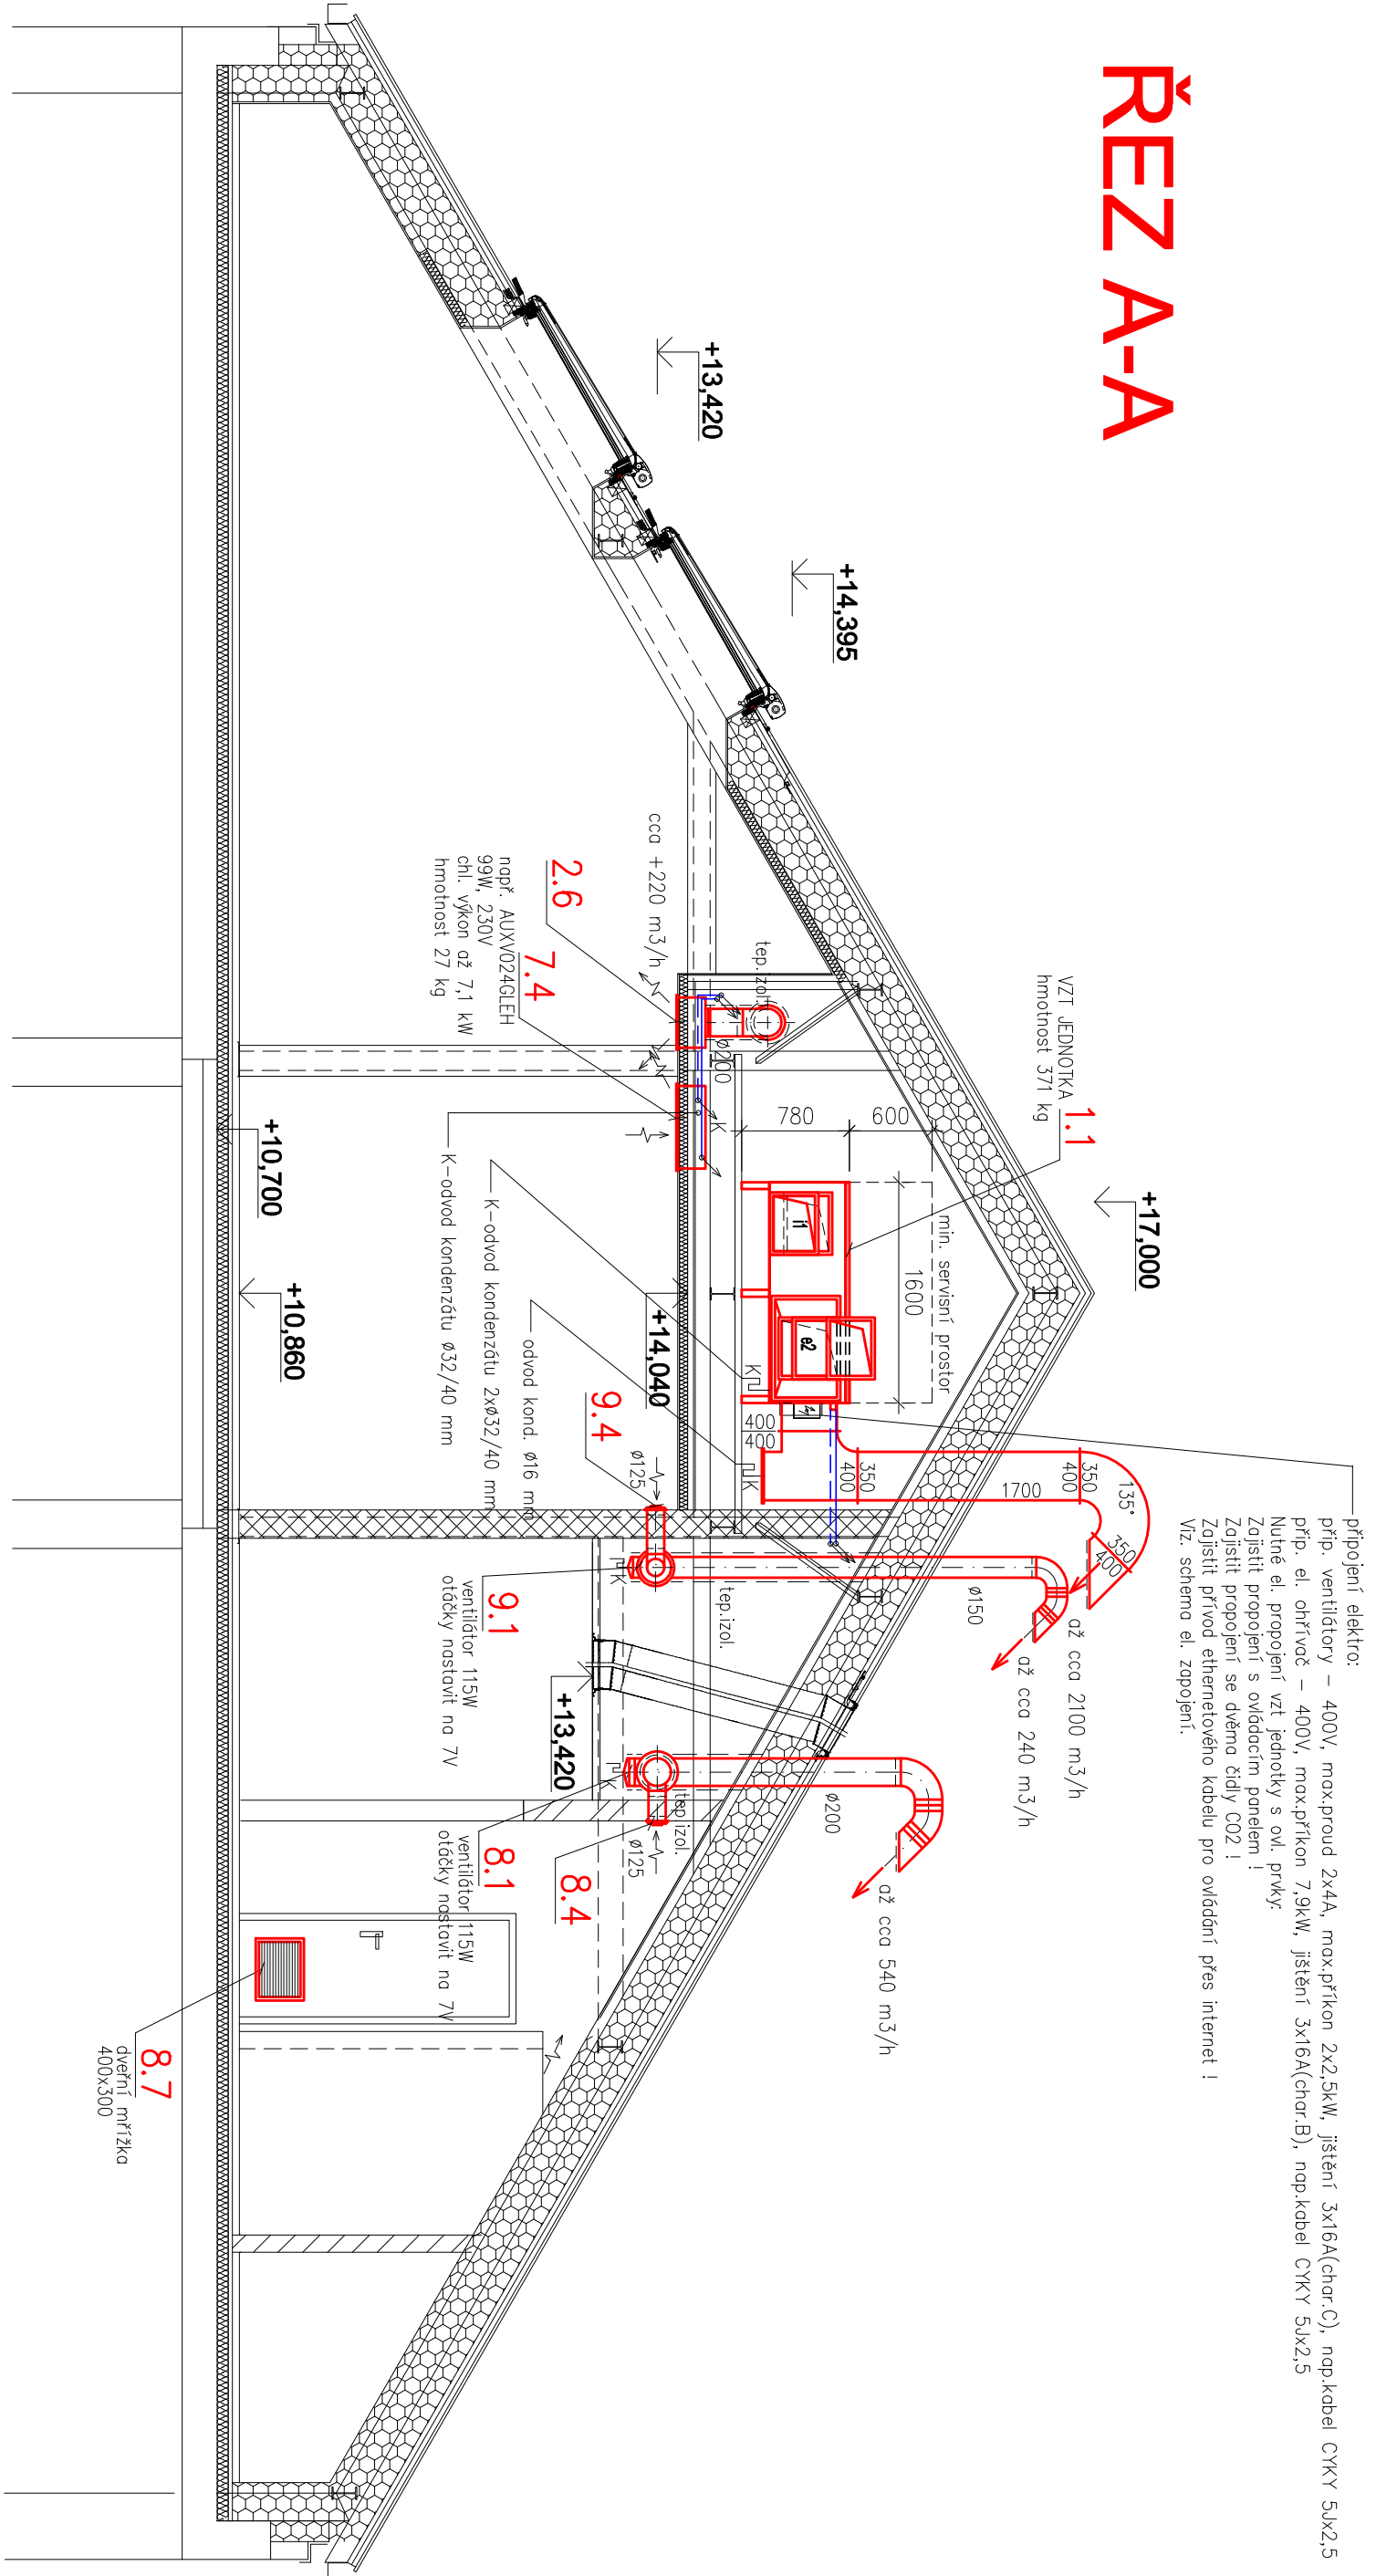 ŘEZ A-A
připojení elektro:
příp. ventilátory – 400V, max.proud 2x4A, max.příkon 2x2,5kW, jištění 3x16A(char.C), nap.kabel CYKY 5Jx2,5
příp. el. ohřívač – 400V, max.příkon 7,9kW, jištění 3x16A(char.B), nap.kabel CYKY 5Jx2,5
Nutné el. propojení vzt jednotky s ovl. prvky:
Zajistit propojení s ovládacím panelem !
Zajistit propojení se dvěma čidly CO2 !
Zajistit přívod ethernetového kabelu pro ovládání přes internet !
Viz. schema el. zapojení.
+13,420
+14,395
+17,000
1.1
VZT JEDNOTKA
hmotnost 371 kg
135°
350
400
350
400
1700
350
400
400
400
až cca 2100 m3/h
až cca 240 m3/h
až cca 540 m3/h
ø150
ø200
600
780
1600
min. servisní prostor
i1
e2
K
K
K
tep.izol.
ø200
cca +220 m3/h
2.6
7.4
např. AUXV024GLEH
99W, 230V
chl. výkon až 7,1 kW
hmotnost 27 kg
K–odvod kondenzátu ø32/40 mm
K–odvod kondenzátu 2xø32/40 mm
odvod kond. ø16 mm
+14,040
9.4
ø125
K
tep.izol.
9.1
ventilátor 115W
otáčky nastavit na 7V
+13,420
K
tep.izol.
ø125
8.4
8.1
ventilátor 115W
otáčky nastavit na 7V
+10,700
+10,860
8.7
dveřní mřížka
400x300